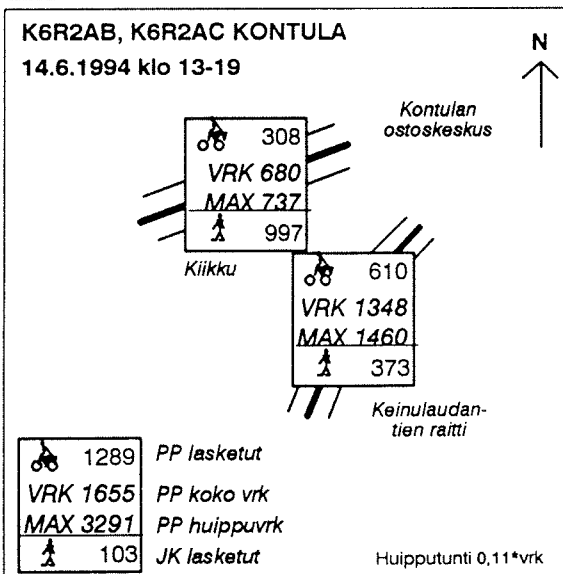 K6R2AB, K6R2AC KONTULA
14.6.1994 klo 13-19
N
Kontulan
ostoskeskus
308
VRK 680
MAX 737
997
Kiikku
610
VRK 1348
MAX 1460
373
Keinulaudan-
tien raitti
1289 PP lasketut
VRK 1655 PP koko vrk
MAX 3291 PP huippuvrk
103 JK lasketut
Huipputunti 0,11*vrk